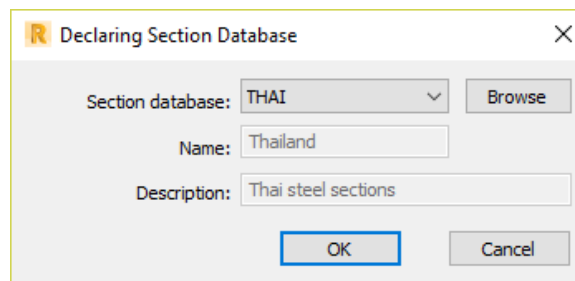 R Declaring Section Database
Section database: THAI Browse
Name: Thailand
Description: Thai steel sections
OK Cancel